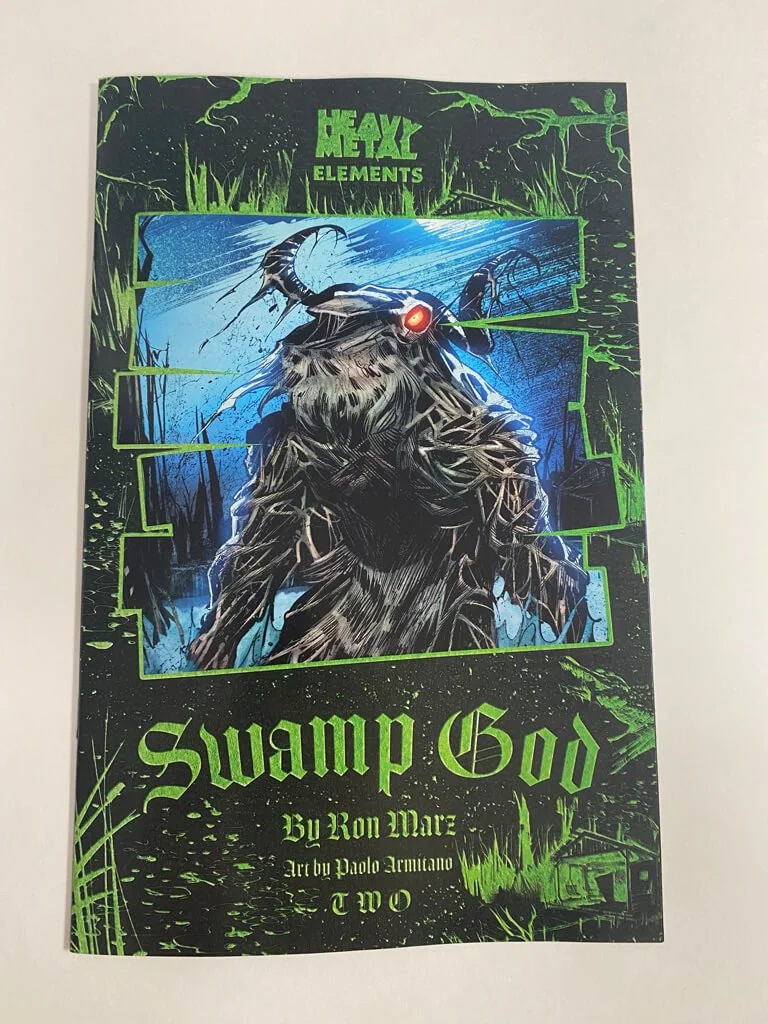 HEAVY
METAL
ELEMENTS
Swamp God
By Ron Marz
Art by Paolo Armitano
TWO